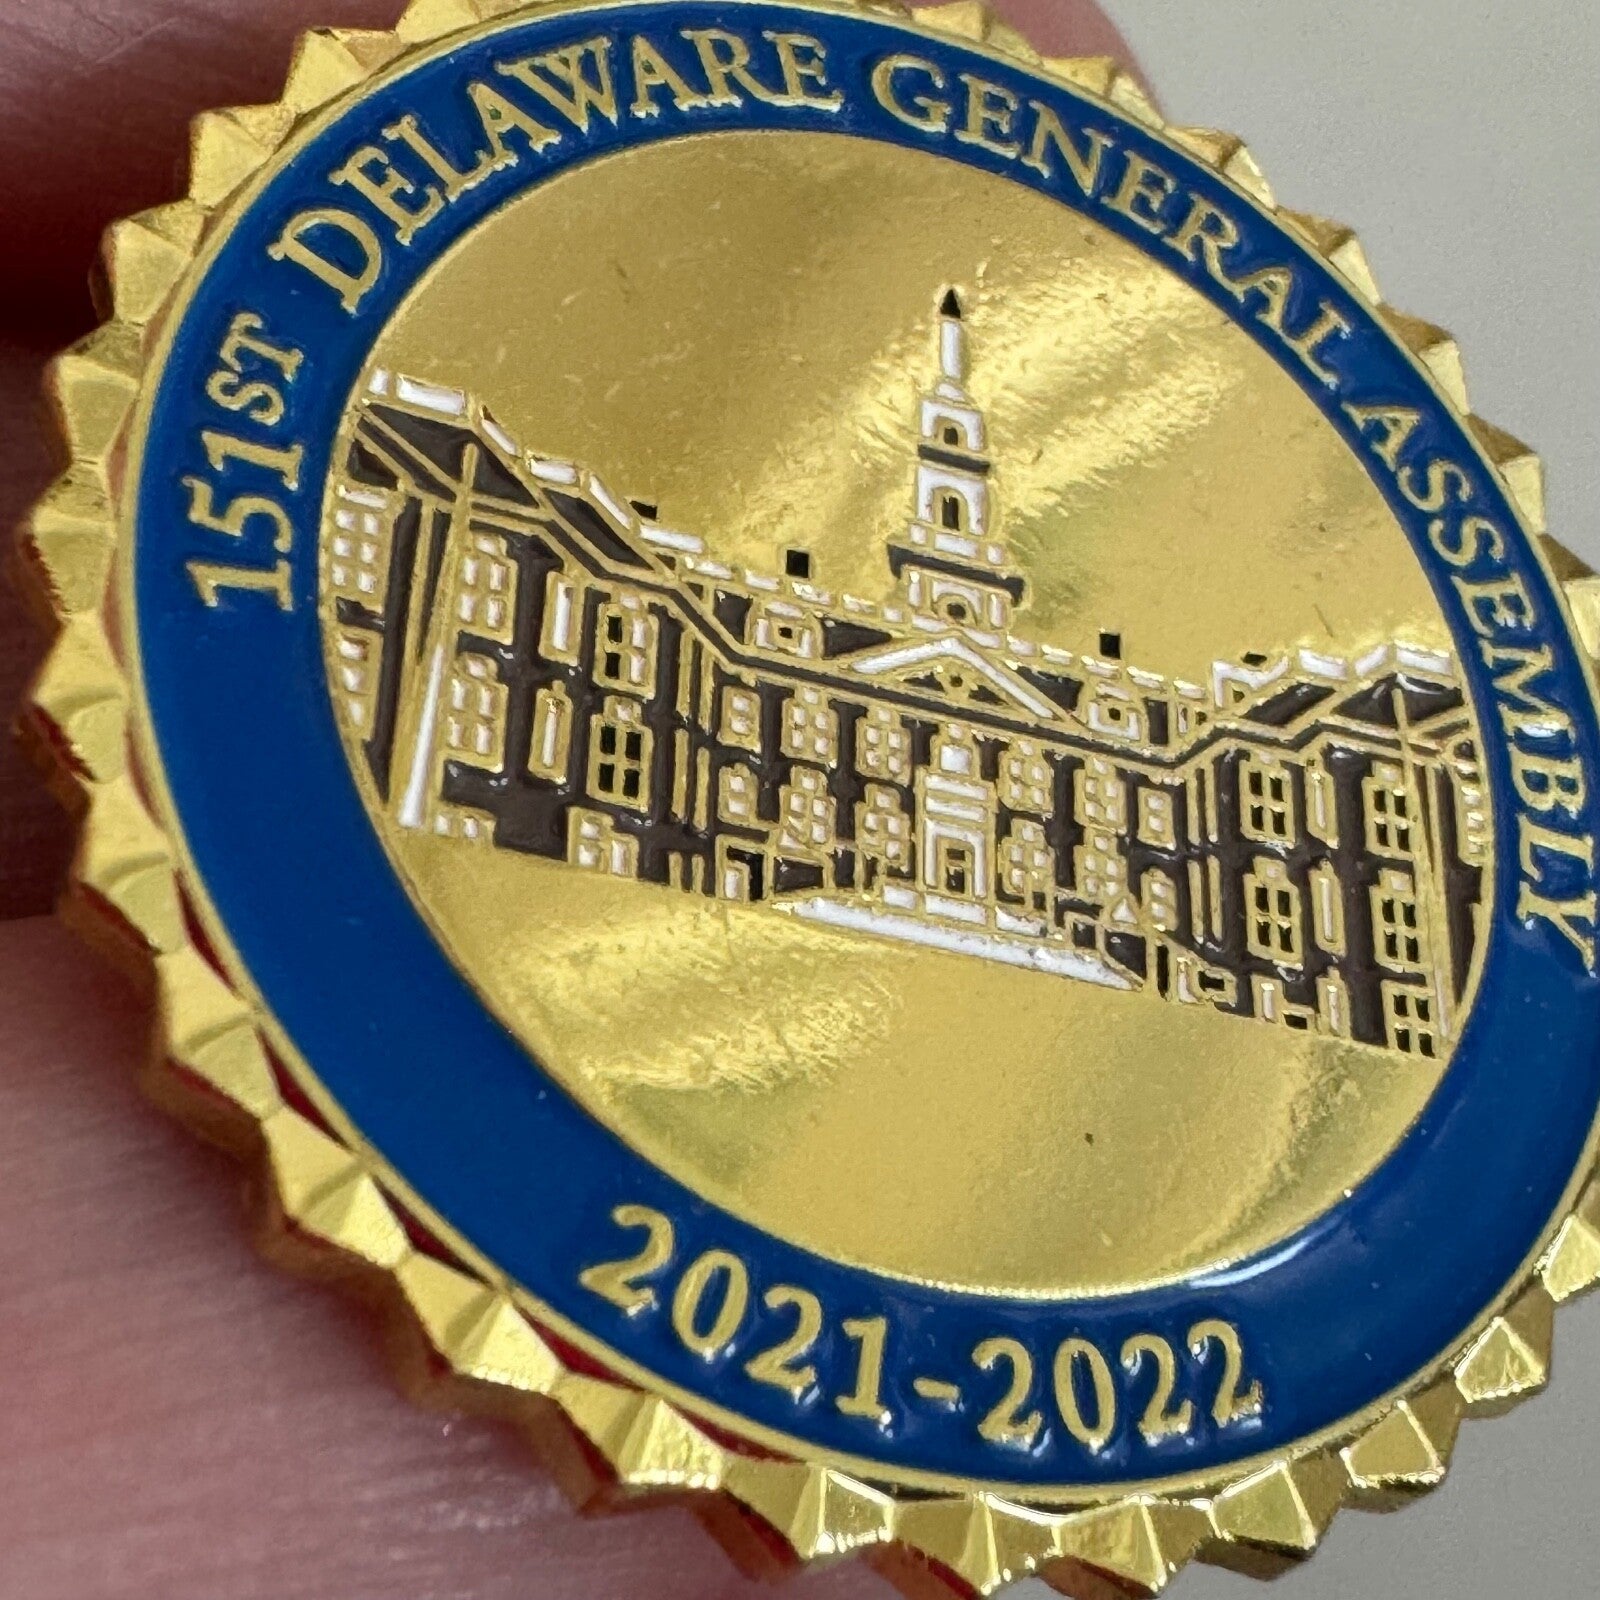 151ST DELAWARE GENERAL ASSEMBLY
2021-2022